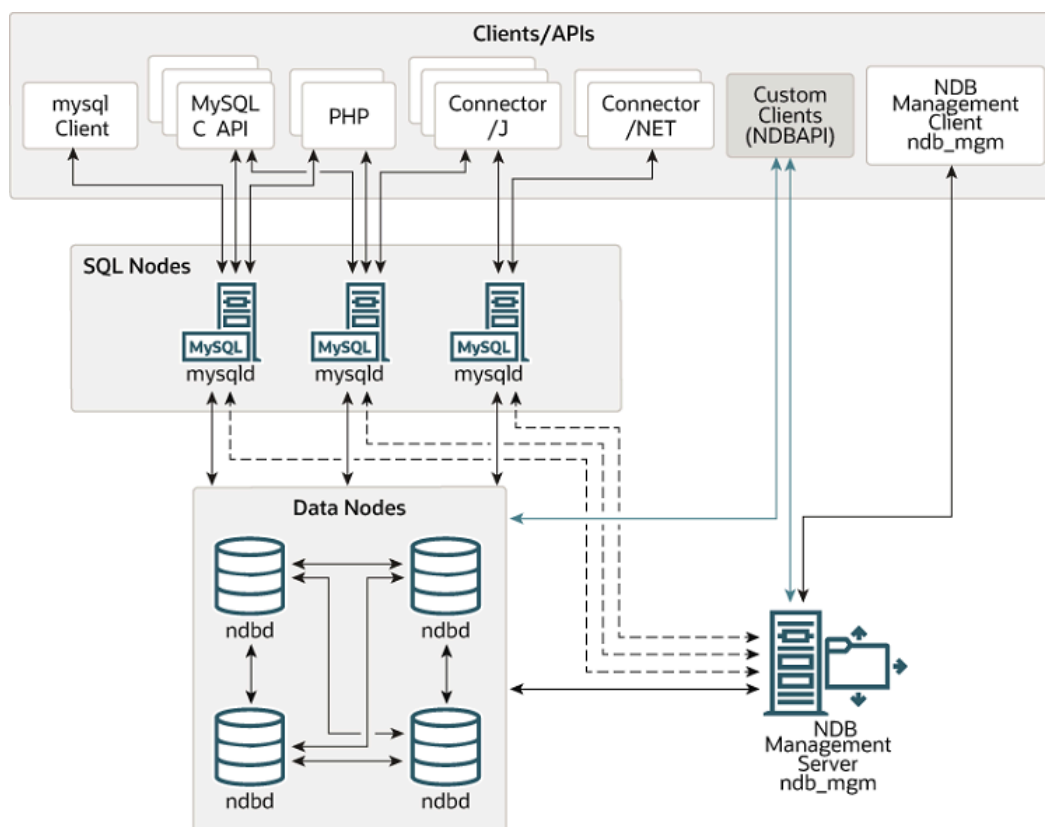 Clients/APIs
mysql
Client
MySQL
C API
PHP
Connector
/J
Connector
/NET
Custom
Clients
(NDBAPI)
NDB
Management
Client
ndb_mgm
SQL Nodes
MySQL
mysqld
MySQL
mysqld
MySQL
mysqld
Data Nodes
ndbd
ndbd
ndbd
ndbd
NDB
Management
Server
ndb_mgm